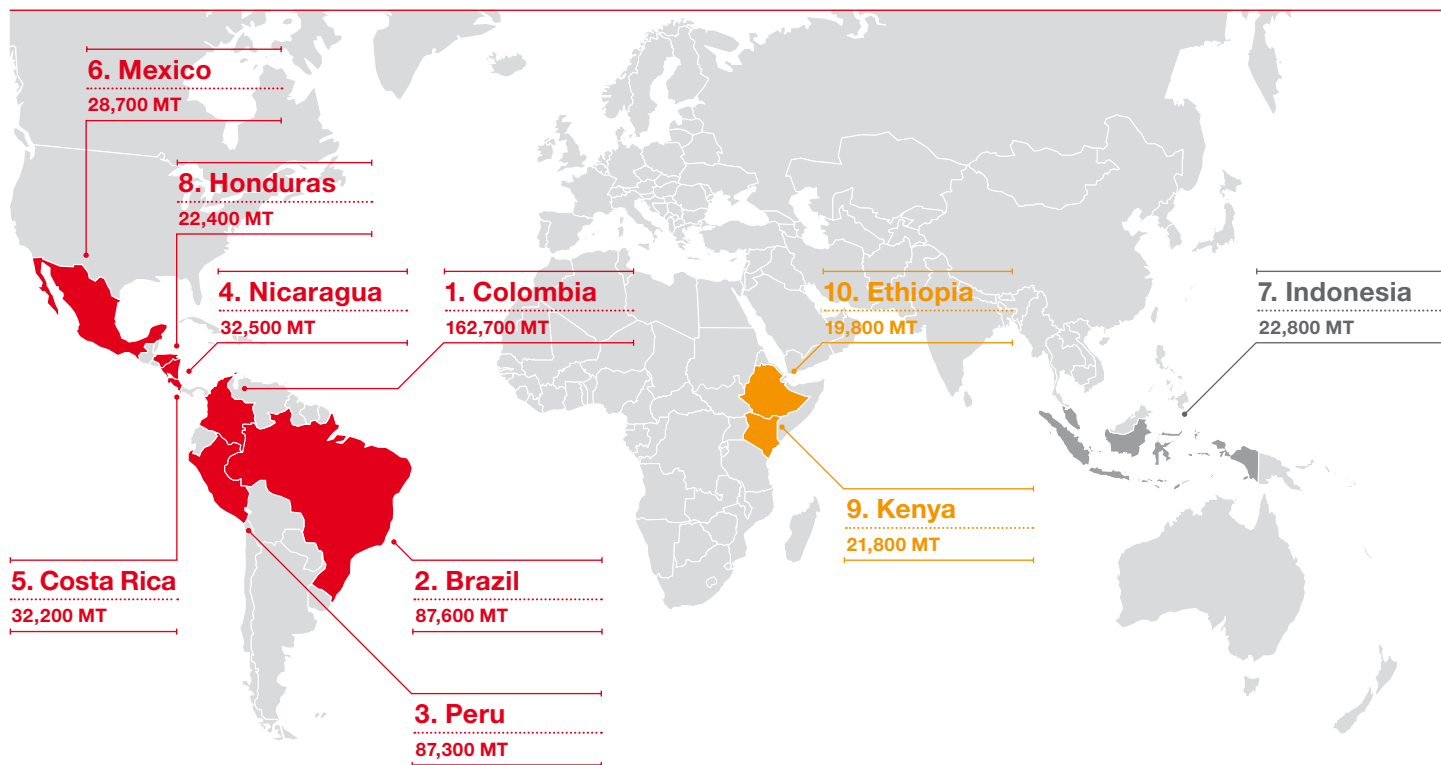 6. Mexico
28,700 MT
8. Honduras
22,400 MT
4. Nicaragua
32,500 MT
1. Colombia
162,700 MT
10. Ethiopia
19,800 MT
7. Indonesia
22,800 MT
9. Kenya
21,800 MT
5. Costa Rica
32,200 MT
2. Brazil
87,600 MT
3. Peru
87,300 MT